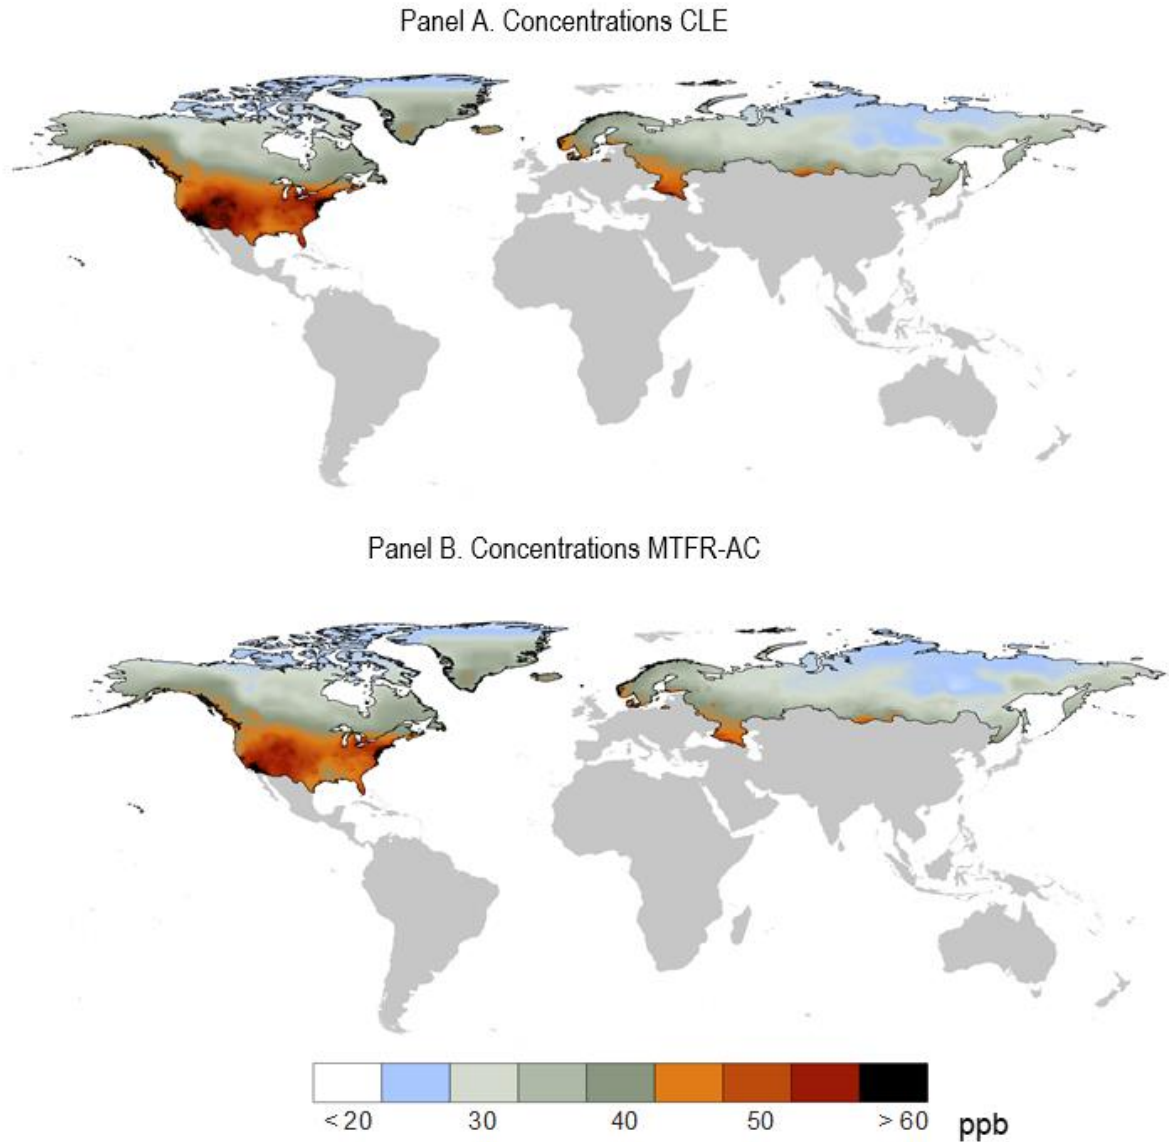 Panel A. Concentrations CLE
Panel B. Concentrations MTFR-AC
< 20 30 40 50 > 60 ppb